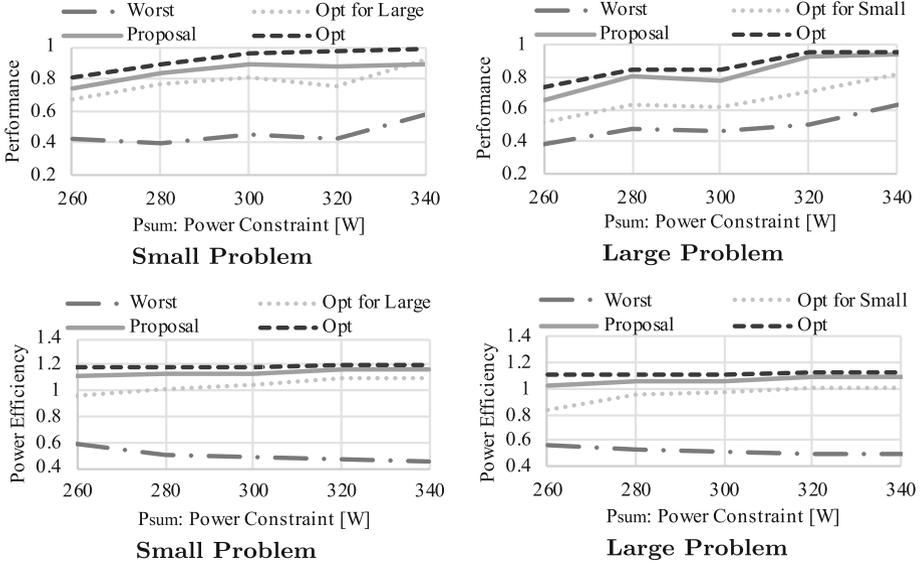 Worst Opt for Large
Proposal Opt
Performance
1
0.8
0.6
0.4
0.2
260 280 300 320 340
Psum: Power Constraint [W]
Small Problem
Worst Opt for Small
Proposal Opt
Performance
1
0.8
0.6
0.4
0.2
260 280 300 320 340
Psum: Power Constraint [W]
Large Problem
Worst Opt for Large
Proposal Opt
Power Efficiency
1.4
1.2
1
0.8
0.6
0.4
260 280 300 320 340
Psum: Power Constraint [W]
Small Problem
Worst Opt for Small
Proposal Opt
Power Efficiency
1.4
1.2
1
0.8
0.6
0.4
260 280 300 320 340
Psum: Power Constraint [W]
Large Problem